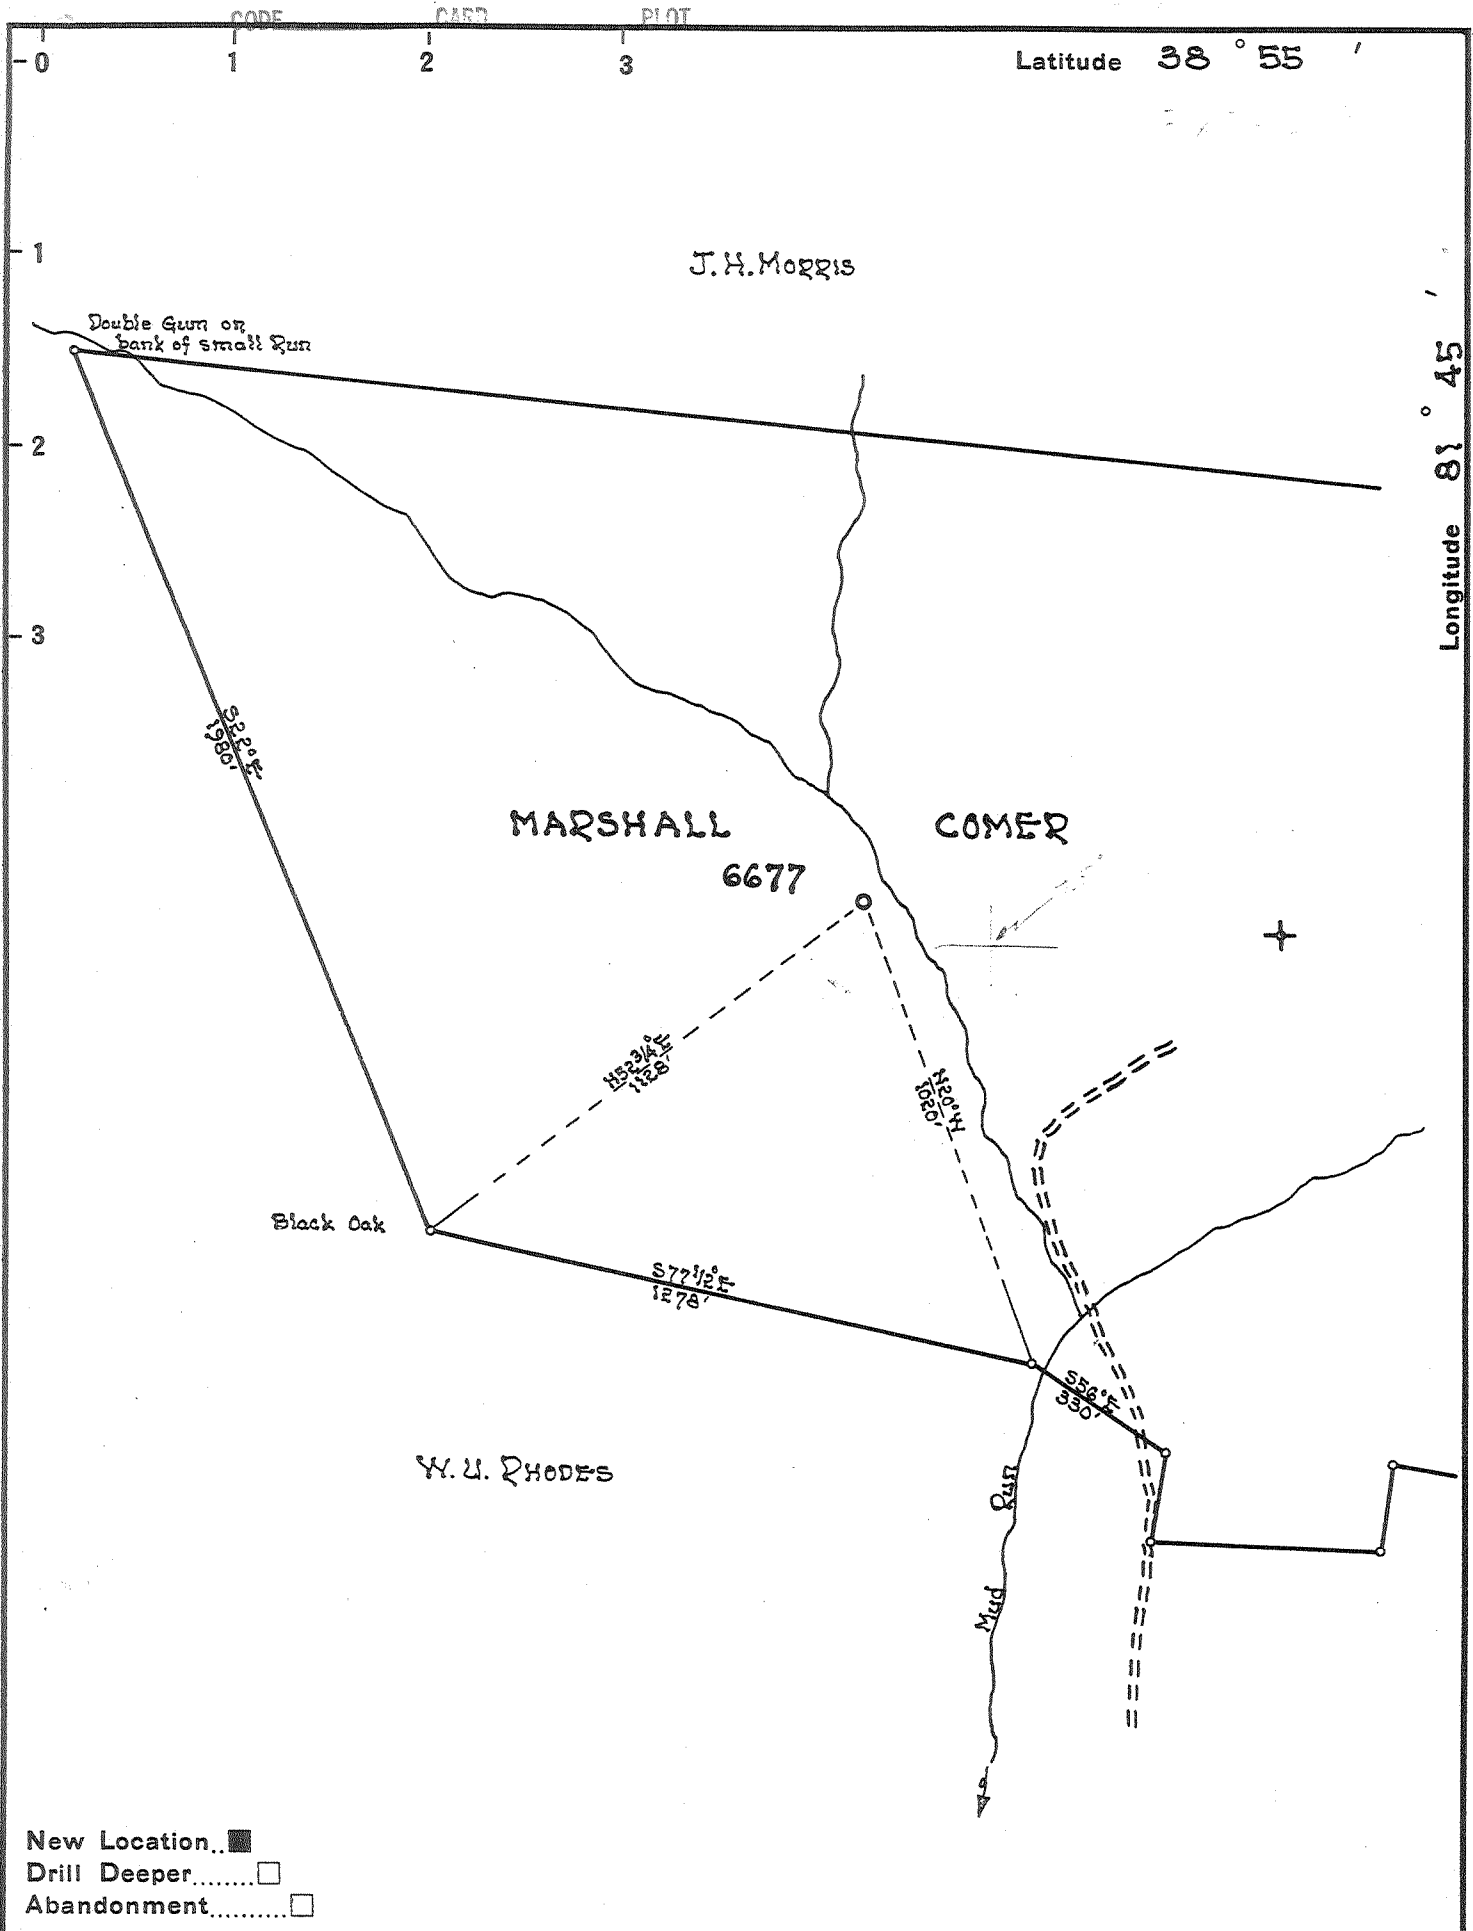 CODE CARD PLOT
0 1 2 3 Latitude 38° 55 '
1
2
3
Longitude 81° 45 '
J. H. MORRIS
Double Gum on
bank of small Run
S22°E
1980'
MARSHALL COMER
6677
N52 3/4°E
1128'
N20°W
1020'
Black Oak
S77 1/2°E
1278'
S56°E
330'
W. U. RHODES
Mud Run
New Location..■
Drill Deeper........□
Abandonment..........□